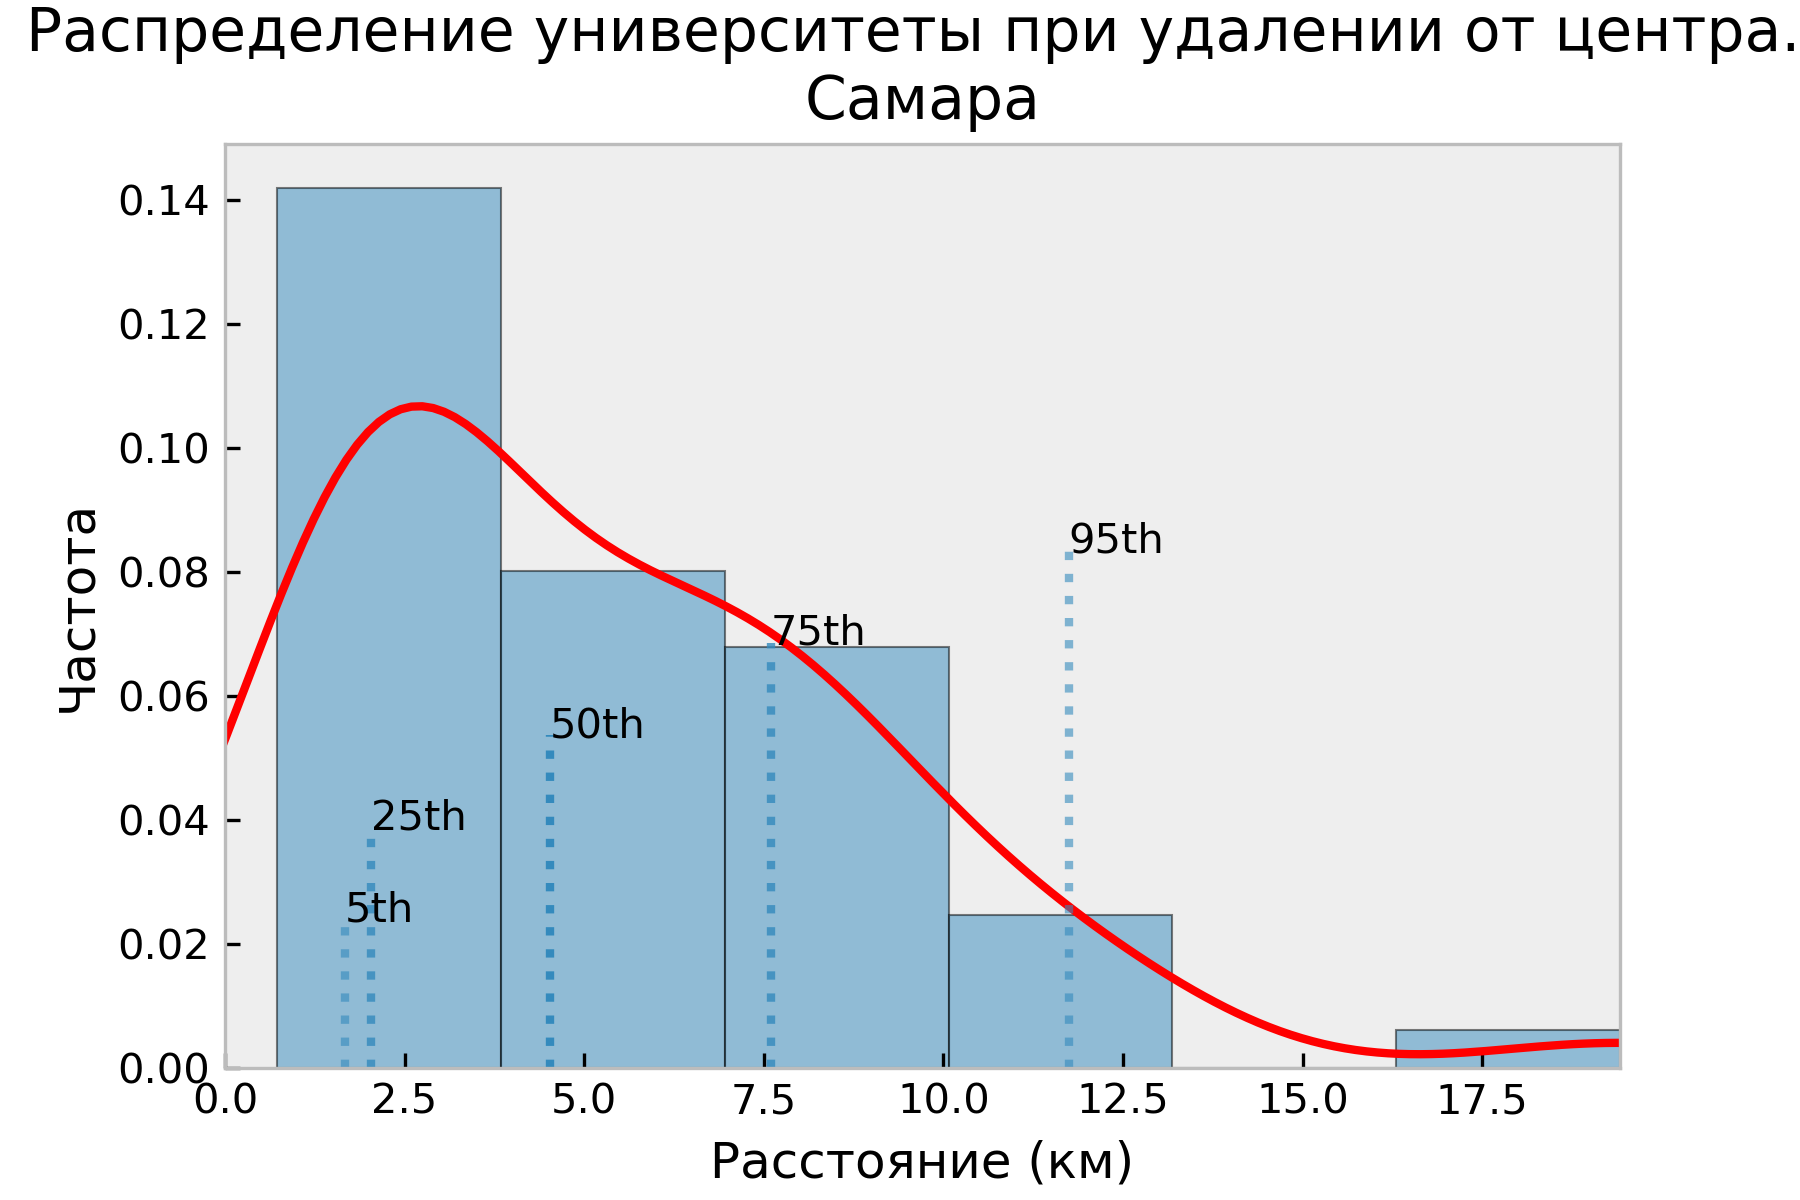 Распределение университеты при удалении от центра.
Самара
0.14
0.12
0.10
0.08
0.06
0.04
0.02
0.00
Частота
95th
75th
50th
25th
5th
0.0 2.5 5.0 7.5 10.0 12.5 15.0 17.5
Расстояние (км)